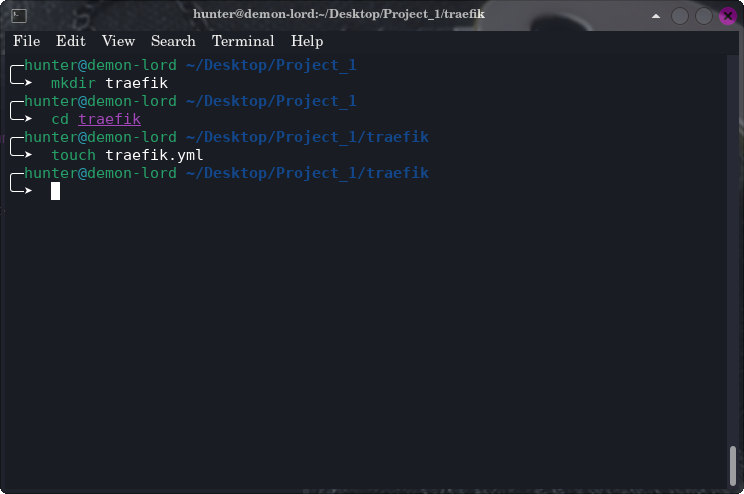 hunter@demon-lord:~/Desktop/Project_1/traefik
File Edit View Search Terminal Help
hunter@demon-lord ~/Desktop/Project_1
➤ mkdir traefik
hunter@demon-lord ~/Desktop/Project_1
➤ cd traefik
hunter@demon-lord ~/Desktop/Project_1/traefik
➤ touch traefik.yml
hunter@demon-lord ~/Desktop/Project_1/traefik
➤